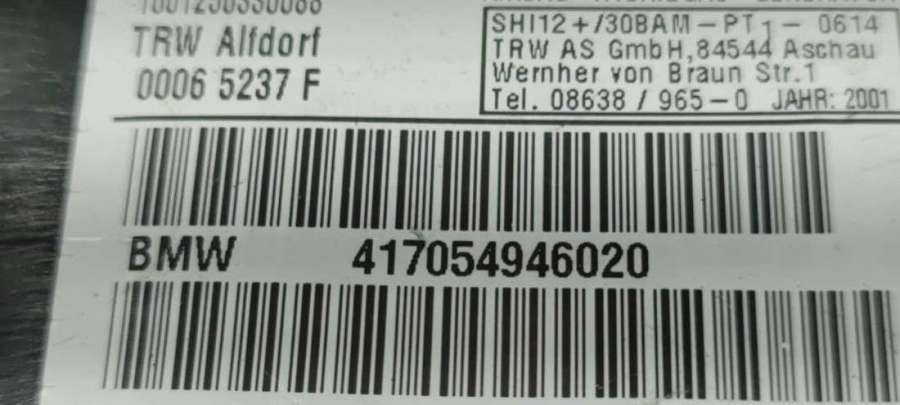 TRW Alfdorf
0006 5237 F
SHI12+/30BAM-PT1-0614
TRW AS GmbH,84544 Aschau
Wernher von Braun Str.1
Tel. 08638 / 965-0 JAHR: 2001
BMW 417054946020